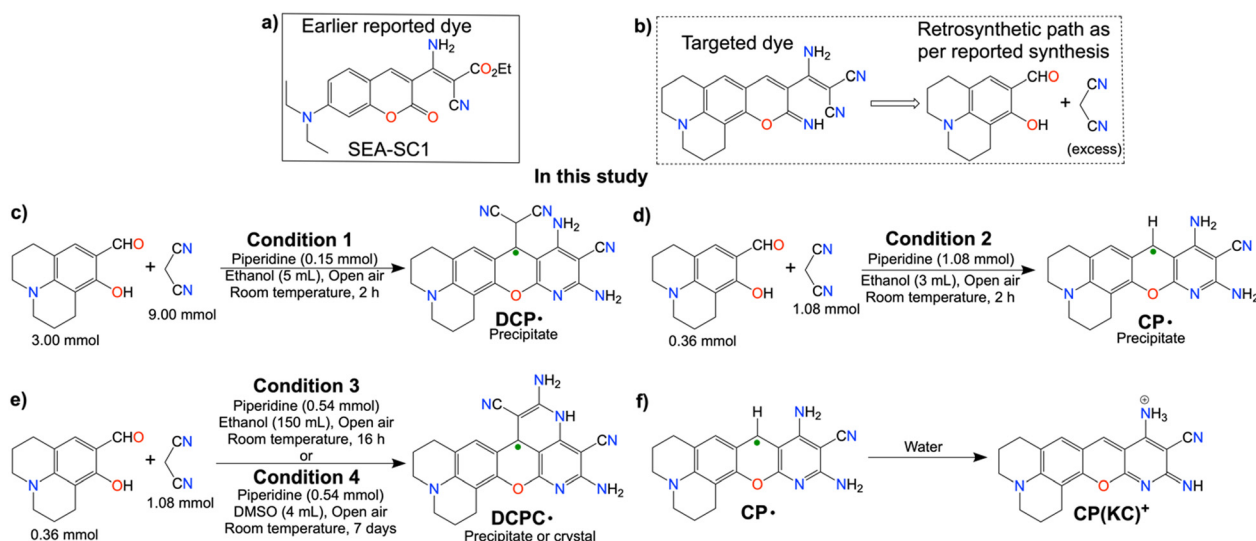 a)
Earlier reported dye
NH2
CO2Et
CN
N
O
O
SEA-SC1
b)
Targeted dye
NH2
CN
CN
N
O
NH
Retrosynthetic path as
per reported synthesis
CHO
N
OH
+
CN
CN
(excess)
In this study
c)
CHO
N
OH
3.00 mmol
+
CN
CN
9.00 mmol
Condition 1
Piperidine (0.15 mmol)
Ethanol (5 mL), Open air
Room temperature, 2 h
NC
CN
NH2
CN
N
O
N
NH2
DCP•
Precipitate
d)
CHO
N
OH
0.36 mmol
+
CN
CN
1.08 mmol
Condition 2
Piperidine (1.08 mmol)
Ethanol (3 mL), Open air
Room temperature, 2 h
H
NH2
CN
N
O
N
NH2
CP•
Precipitate
e)
CHO
N
OH
0.36 mmol
+
CN
CN
1.08 mmol
Condition 3
Piperidine (0.54 mmol)
Ethanol (150 mL), Open air
Room temperature, 16 h
or
Condition 4
Piperidine (0.54 mmol)
DMSO (4 mL), Open air
Room temperature, 7 days
NH2
NC
NH
CN
N
O
N
NH2
DCPC•
Precipitate or crystal
f)
H
NH2
CN
N
O
N
NH2
CP•
Water
⊕
NH3
CN
N
O
N
NH
CP(KC)+